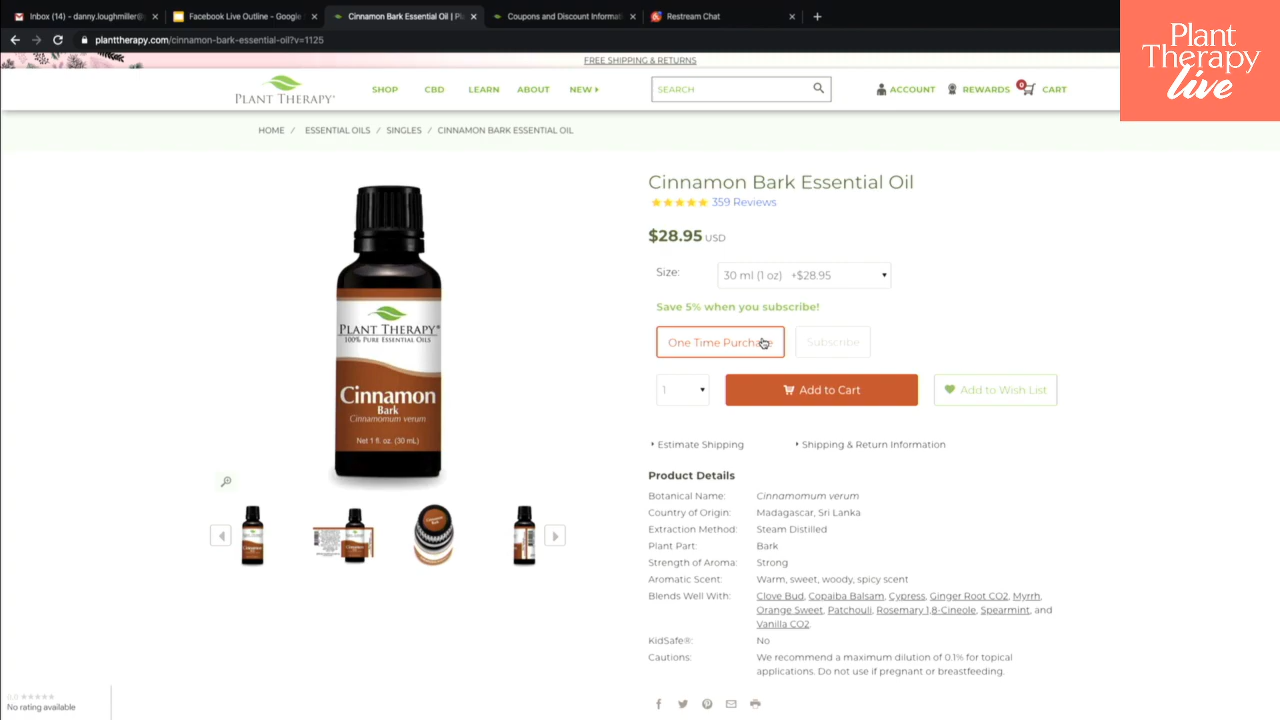 Inbox (14) - danny.loughmiller@
Facebook Live Outline - Google
Cinnamon Bark Essential Oil | Pl
Coupons and Discount Informati
Restream Chat
planttherapy.com/cinnamon-bark-essential-oil?v=1125
Plant
Therapy
live
FREE SHIPPING & RETURNS
PLANT THERAPY
SHOP
CBD
LEARN
ABOUT
NEW
SEARCH
ACCOUNT
REWARDS
0
CART
HOME / ESSENTIAL OILS / SINGLES / CINNAMON BARK ESSENTIAL OIL
PLANT THERAPY®
100% PURE ESSENTIAL OILS
Cinnamon
Bark
Cinnamomum verum
Net 1 fl. oz. (30 mL)
Cinnamon Bark Essential Oil
359 Reviews
$28.95 USD
Size:
30 ml (1 oz) +$28.95
Save 5% when you subscribe!
One Time Purchase
Subscribe
1
Add to Cart
Add to Wish List
Estimate Shipping
Shipping & Return Information
Product Details
Botanical Name: Cinnamomum verum
Country of Origin: Madagascar, Sri Lanka
Extraction Method: Steam Distilled
Plant Part: Bark
Strength of Aroma: Strong
Aromatic Scent: Warm, sweet, woody, spicy scent
Blends Well With: Clove Bud, Copaiba Balsam, Cypress, Ginger Root CO2, Myrrh,
Orange Sweet, Patchouli, Rosemary 1,8-Cineole, Spearmint, and
Vanilla CO2
KidSafe®: No
Cautions: We recommend a maximum dilution of 0.1% for topical
applications. Do not use if pregnant or breastfeeding.
0.0
No rating available